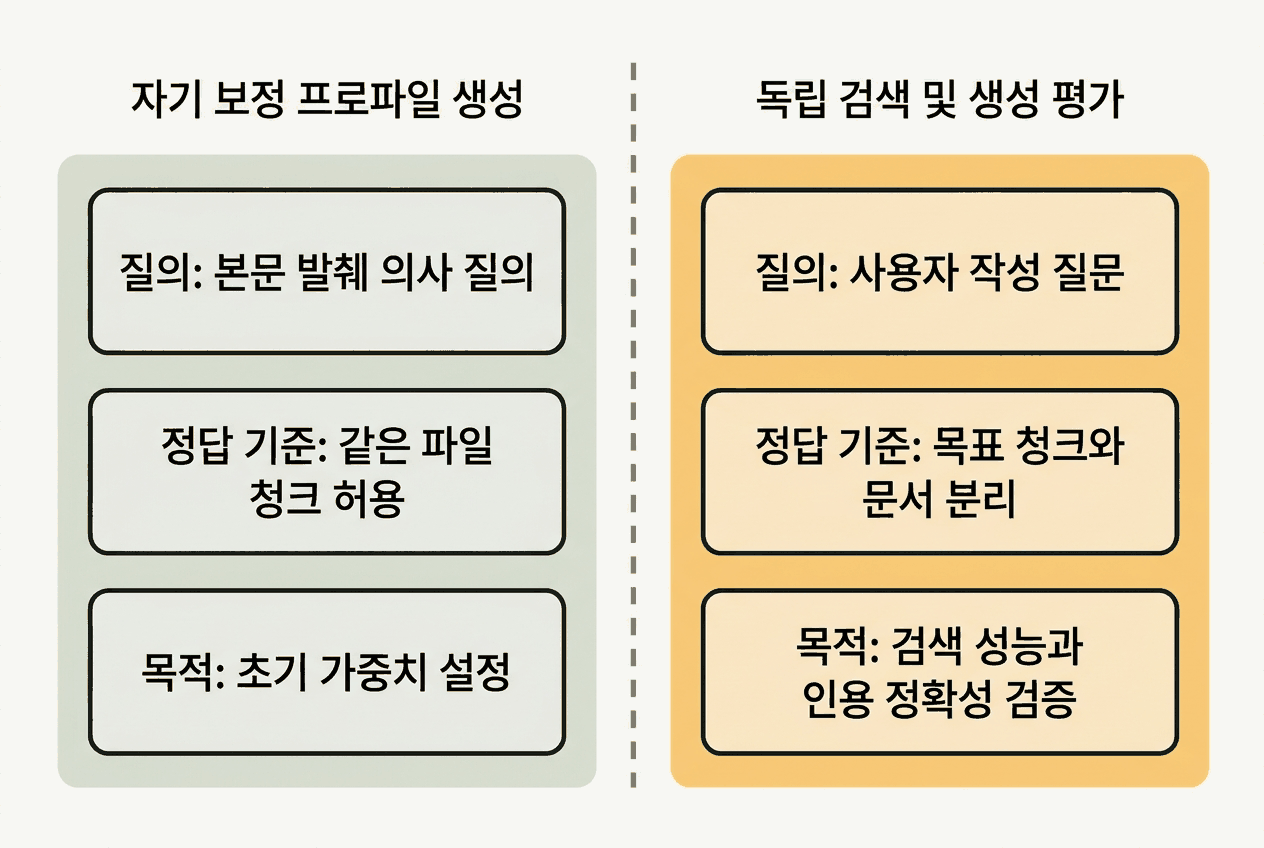 자기 보정 프로파일 생성
질의: 본문 발췌 의사 질의
정답 기준: 같은 파일
청크 허용
목적: 초기 가중치 설정
독립 검색 및 생성 평가
질의: 사용자 작성 질문
정답 기준: 목표 청크와
문서 분리
목적: 검색 성능과
인용 정확성 검증